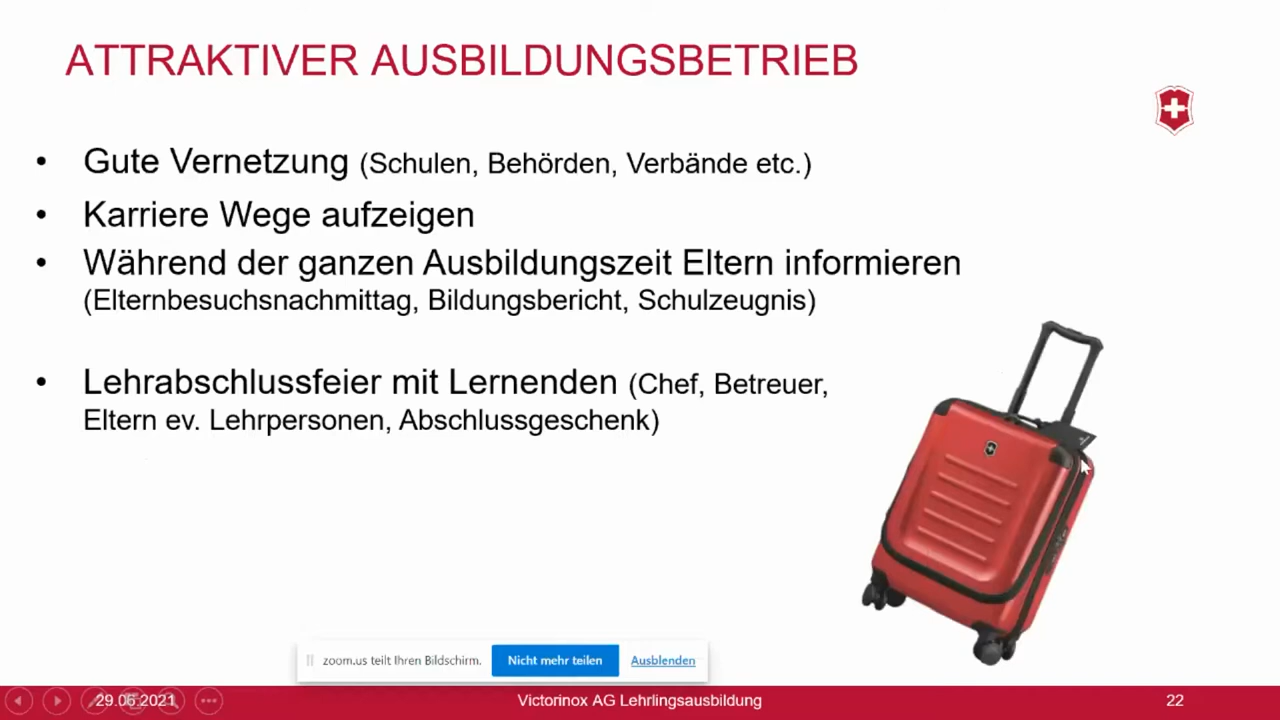 ATTRAKTIVER AUSBILDUNGSBETRIEB
• Gute Vernetzung (Schulen, Behörden, Verbände etc.)
• Karriere Wege aufzeigen
• Während der ganzen Ausbildungszeit Eltern informieren
(Elternbesuchsnachmittag, Bildungsbericht, Schulzeugnis)
• Lehrabschlussfeier mit Lernenden (Chef, Betreuer,
Eltern ev. Lehrpersonen, Abschlussgeschenk)
zoom.us teilt Ihren Bildschirm. Nicht mehr teilen Ausblenden
29.06.2021 Victorinox AG Lehrlingsausbildung 22